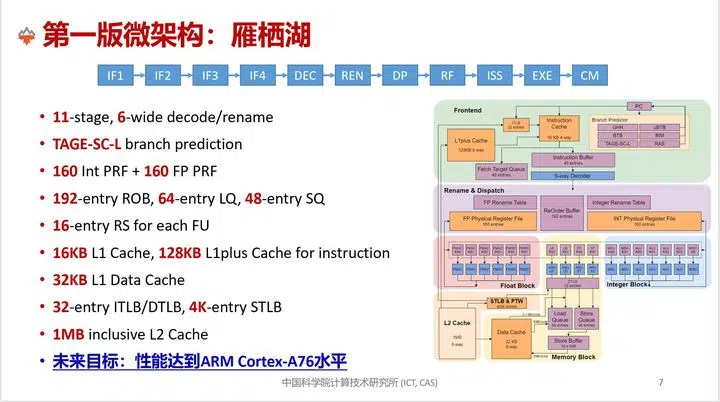 第一版微架构：雁栖湖
IF1 IF2 IF3 IF4 DEC REN DP RF ISS EXE CM
• 11-stage, 6-wide decode/rename
• TAGE-SC-L branch prediction
• 160 Int PRF + 160 FP PRF
• 192-entry ROB, 64-entry LQ, 48-entry SQ
• 16-entry RS for each FU
• 16KB L1 Cache, 128KB L1plus Cache for instruction
• 32KB L1 Data Cache
• 32-entry ITLB/DTLB, 4K-entry STLB
• 1MB inclusive L2 Cache
• 未来目标：性能达到ARM Cortex-A76水平
Frontend
PC
ITLB
32 entries
Instruction
Cache
16 KB 4-way
Branch Predictor
GHR uBTB
BTB BIM
TAGE-SC-L RAS
L1plus Cache
128KB 8-way
Instruction Buffer
Fetch Target Queue
6-way Decoder
Rename & Dispatch
FP Rename Table
Integer Rename Table
ReOrder Buffer
192 entries
FP Physical Register File
160 entries
INT Physical Register File
160 entries
Float Block
Integer Block
DTLB
32 entries
STLB & PTW
4096 entries
L2 Cache
1MB
8-way
Data Cache
32 KB
8-way
Load
Queue
64 entries
Store
Queue
48 entries
Store Buffer
Memory Block
中国科学院计算技术研究所 (ICT, CAS)
7